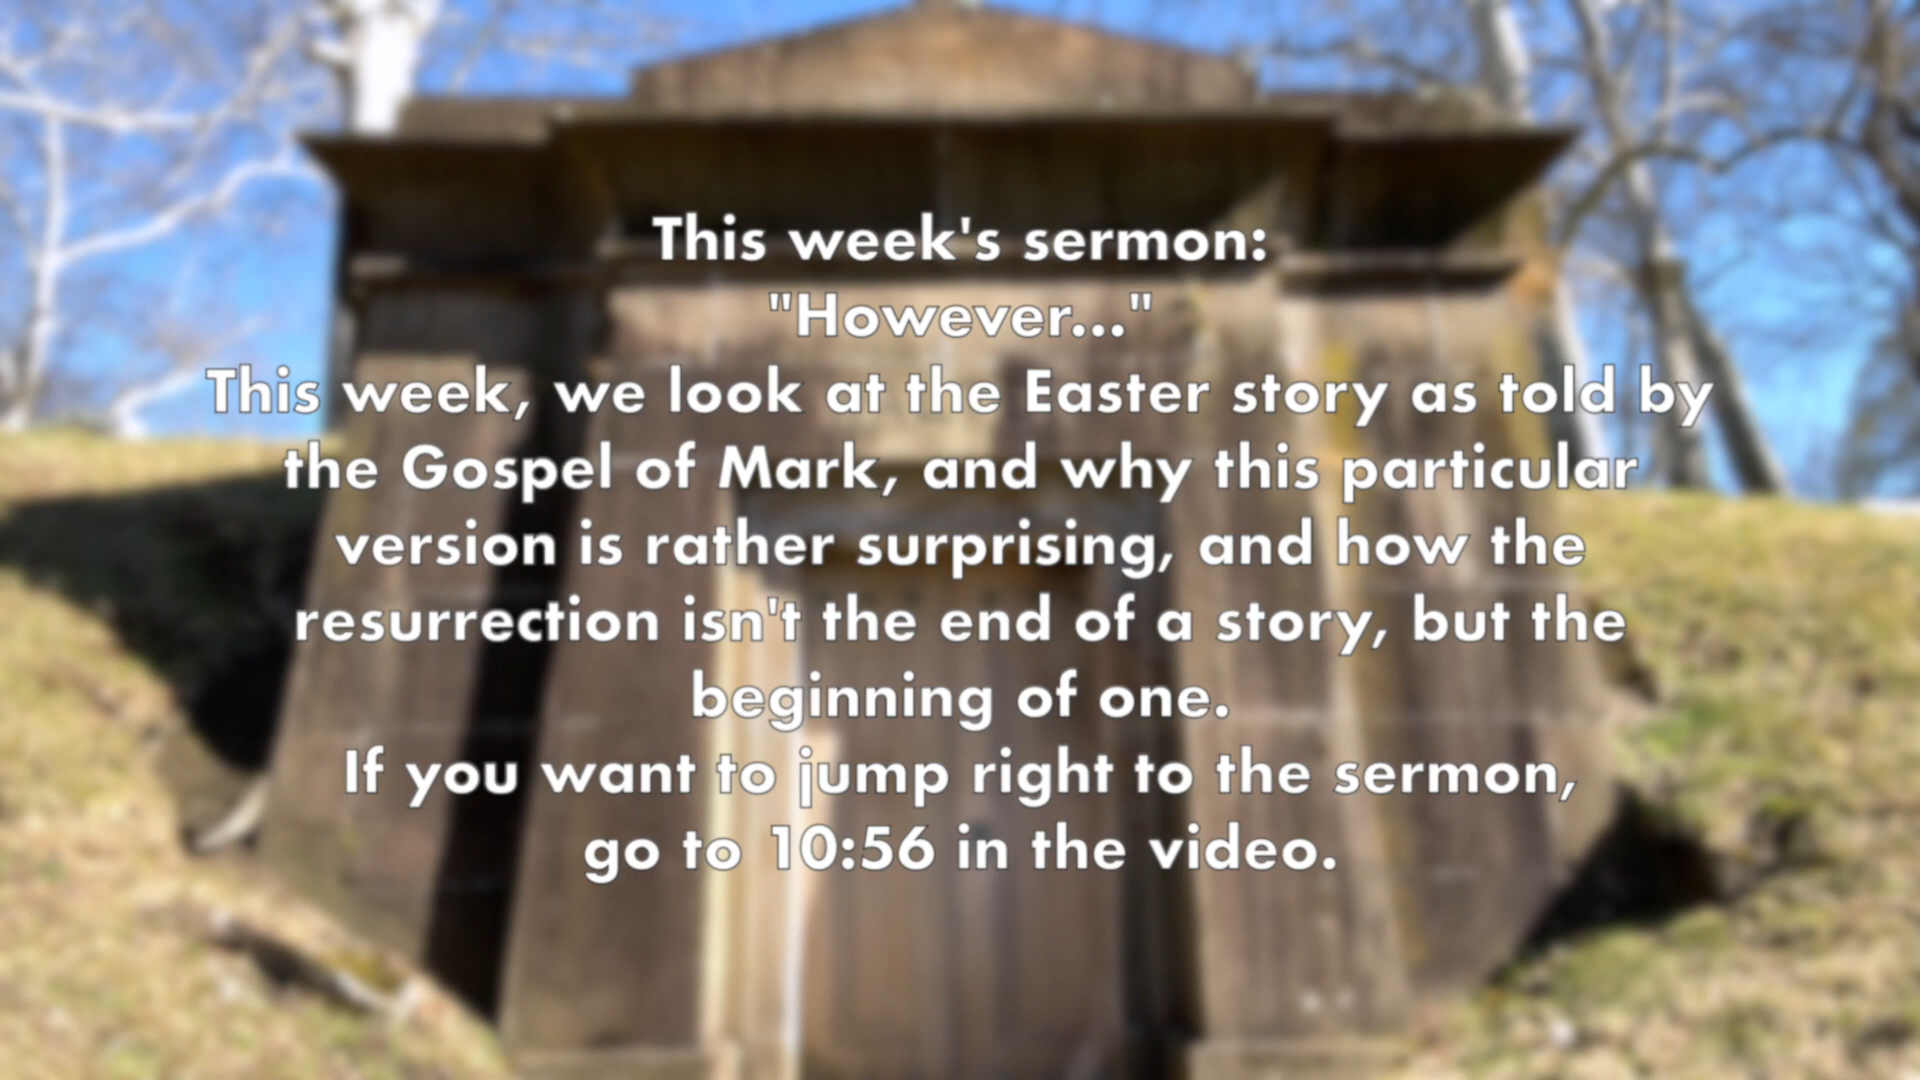 This week's sermon:
"However..."
This week, we look at the Easter story as told by
the Gospel of Mark, and why this particular
version is rather surprising, and how the
resurrection isn't the end of a story, but the
beginning of one.
If you want to jump right to the sermon,
go to 10:56 in the video.